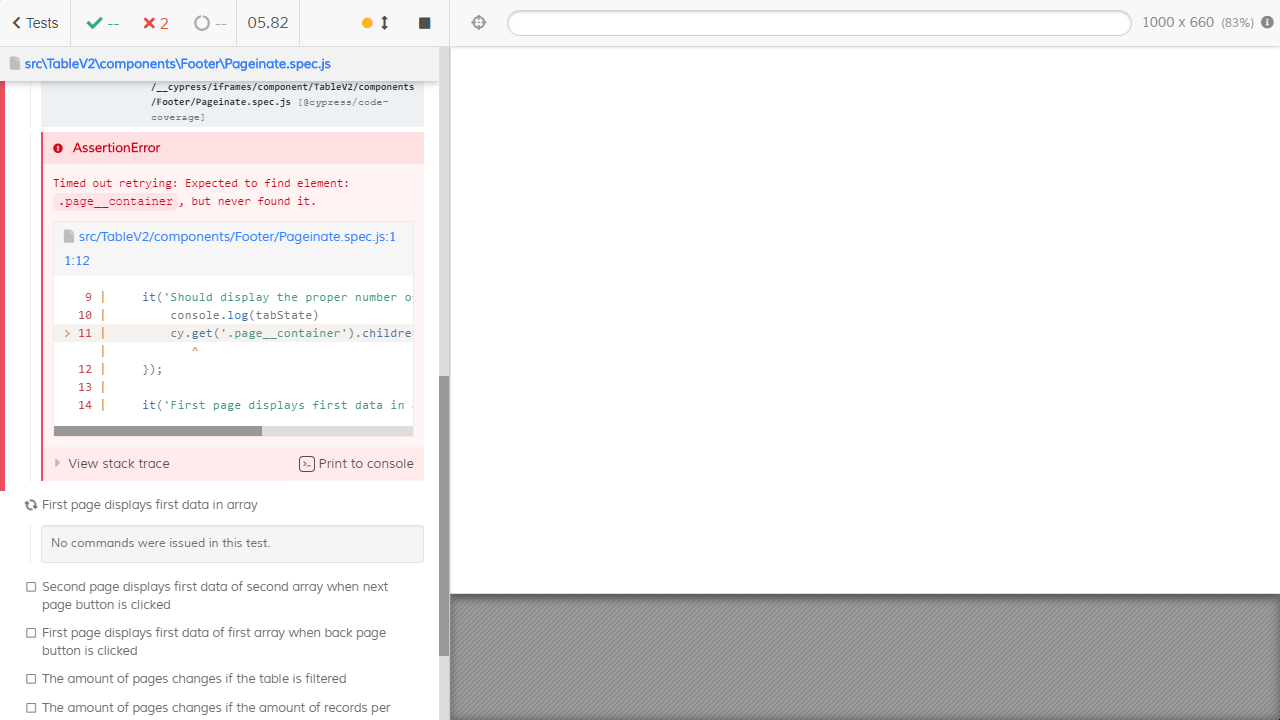 Tests
--
2
--
05.82
1000 x 660 (83%)
src\TableV2\components\Footer\Pageinate.spec.js
/__cypress/iframes/component/TableV2/components
/Footer/Pageinate.spec.js [@cypress/code-
coverage]
AssertionError
Timed out retrying: Expected to find element:
.page__container, but never found it.
src/TableV2/components/Footer/Pageinate.spec.js:1
1:12
9 | it('Should display the proper number o
10 | console.log(tabState)
> 11 | cy.get('.page__container').childre
| ^
12 | });
13 |
14 | it('First page displays first data in
View stack trace
Print to console
First page displays first data in array
No commands were issued in this test.
Second page displays first data of second array when next
page button is clicked
First page displays first data of first array when back page
button is clicked
The amount of pages changes if the table is filtered
The amount of pages changes if the amount of records per